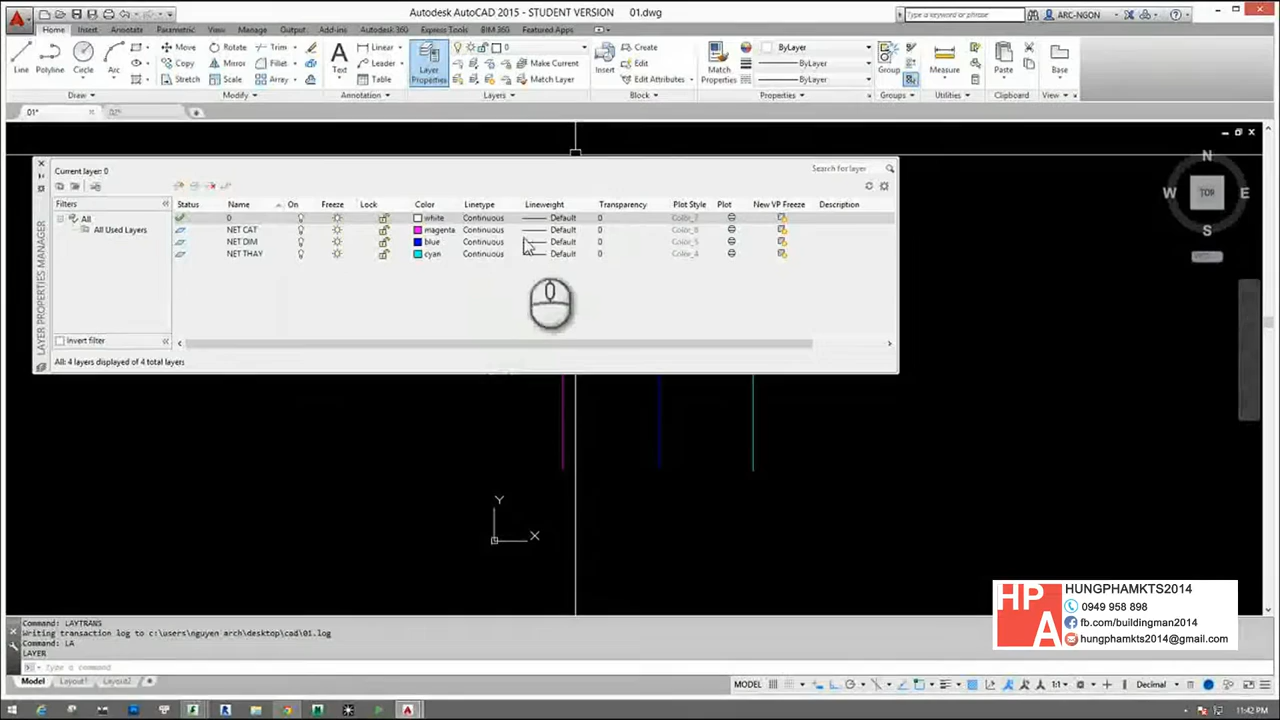 Autodesk AutoCAD 2015 - STUDENT VERSION 01.dwg
Type a keyword or phrase
ARC-NGON
Home Insert Annotate Parametric View Manage Output Add-ins Autodesk 360 Express Tools BIM 360 Featured Apps
Line Polyline Circle Arc
Move Rotate Trim
Copy Mirror Fillet
Stretch Scale Array
Text
Linear
Leader
Table
Layer Properties
0
Make Current
Match Layer
Insert
Create
Edit
Edit Attributes
Match Properties
ByLayer
ByLayer
ByLayer
Group
Measure
Paste
Base
Draw Modify Annotation Layers Block Properties Groups Utilities Clipboard View
01* 02*
Current layer: 0
Search for layer
Filters
All
All Used Layers
Invert filter
Status Name On Freeze Lock Color Linetype Lineweight Transparency Plot Style Plot New VP Freeze Description
0 white Continuous Default 0 Color_7
NET CAT magenta Continuous Default 0 Color_6
NET DIM blue Continuous Default 0 Color_5
NET THAY cyan Continuous Default 0 Color_4
All: 4 layers displayed of 4 total layers
LAYER PROPERTIES MANAGER
N
W TOP E
S
Y
X
HPA
HUNGPHAMKTS2014
0949 958 898
fb.com/buildingman2014
hungphamkts2014@gmail.com
Command: LAYTRANS
Writing transaction log to c:\users\nguyen arch\desktop\cad\01.log
Command: LA
LAYER
Type a command
Model Layout1 Layout2
MODEL 1:1 Decimal
11:42 PM